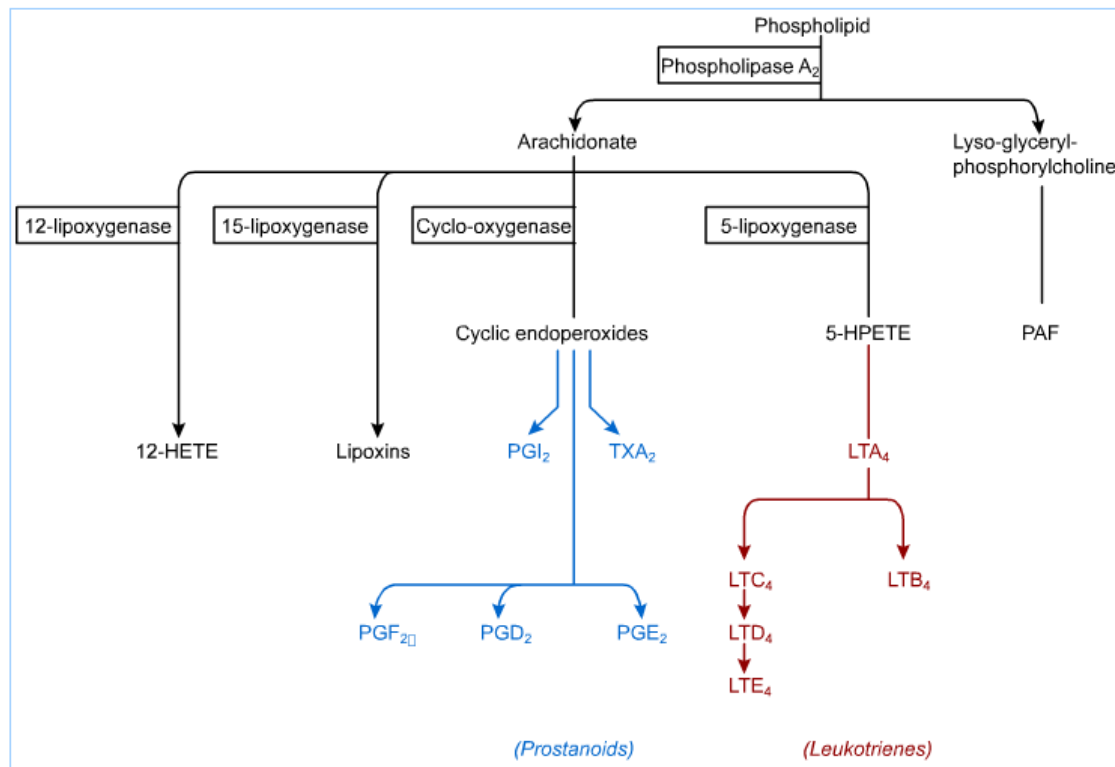 Phospholipid
Phospholipase A₂
Arachidonate
Lyso-glyceryl-
phosphorylcholine
12-lipoxygenase
15-lipoxygenase
Cyclo-oxygenase
5-lipoxygenase
Cyclic endoperoxides
5-HPETE
PAF
12-HETE
Lipoxins
PGI₂
TXA₂
LTA₄
LTC₄
LTB₄
PGF₂▯
PGD₂
PGE₂
LTD₄
LTE₄
(Prostanoids)
(Leukotrienes)